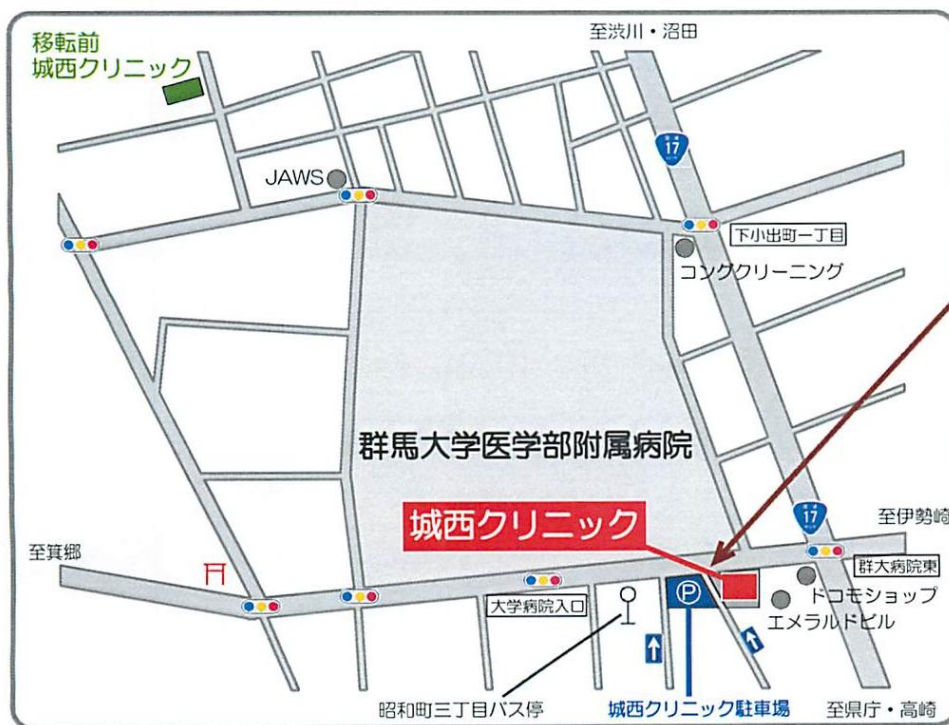 移転前
城西クリニック
至渋川・沼田
17
JAWS
下小出町一丁目
コングクリーニング
群馬大学医学部附属病院
城西クリニック
17
至伊勢崎
至箕郷
群大病院東
大学病院入口
P
ドコモショップ
エメラルドビル
昭和町三丁目バス停
城西クリニック駐車場
至県庁・高崎